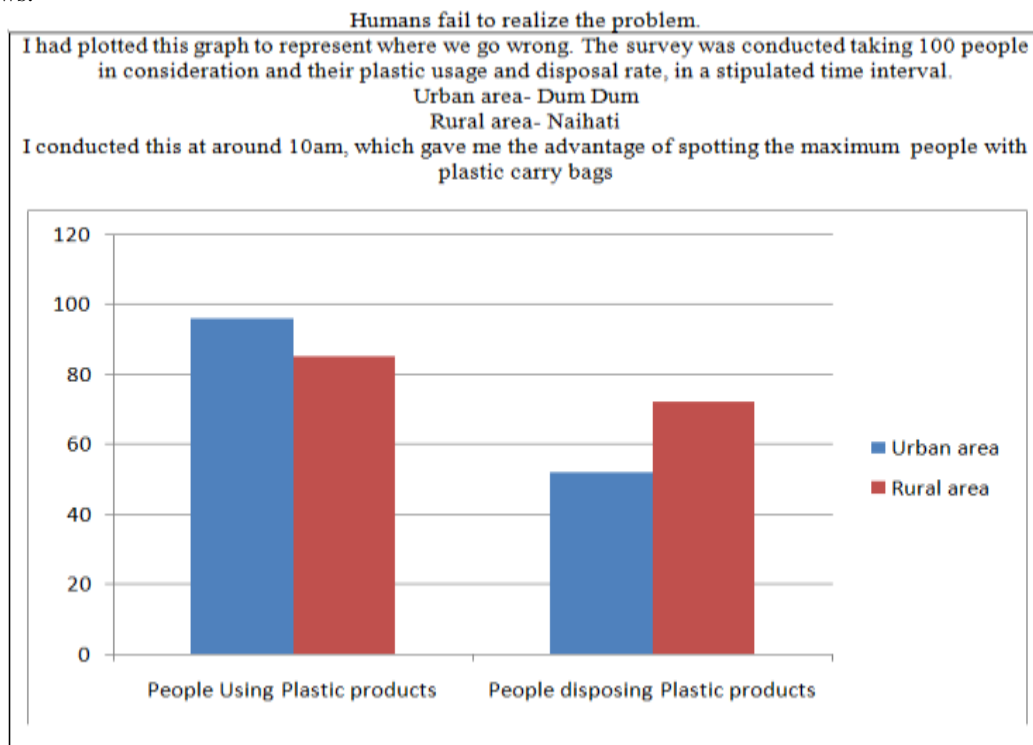 Humans fail to realize the problem.
I had plotted this graph to represent where we go wrong. The survey was conducted taking 100 people
in consideration and their plastic usage and disposal rate, in a stipulated time interval.
Urban area- Dum Dum
Rural area- Naihati
I conducted this at around 10am, which gave me the advantage of spotting the maximum people with
plastic carry bags
120
100
80
60
40
20
0
People Using Plastic products
People disposing Plastic products
Urban area
Rural area